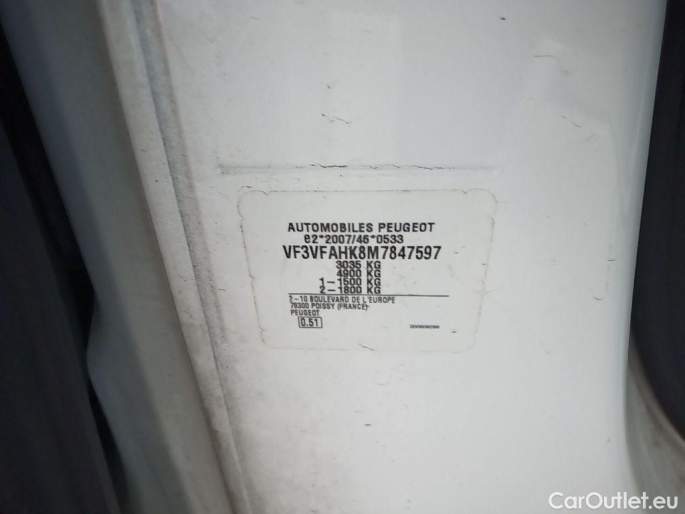 AUTOMOBILES PEUGEOT
e2*2007/46*0533
VF3VFAHK8M7847597
3035 KG
4900 KG
1-1500 KG
2-1800 KG
2-10 BOULEVARD DE L'EUROPE
78300 POISSY (FRANCE)
PEUGEOT
0.51
CarOutlet.eu